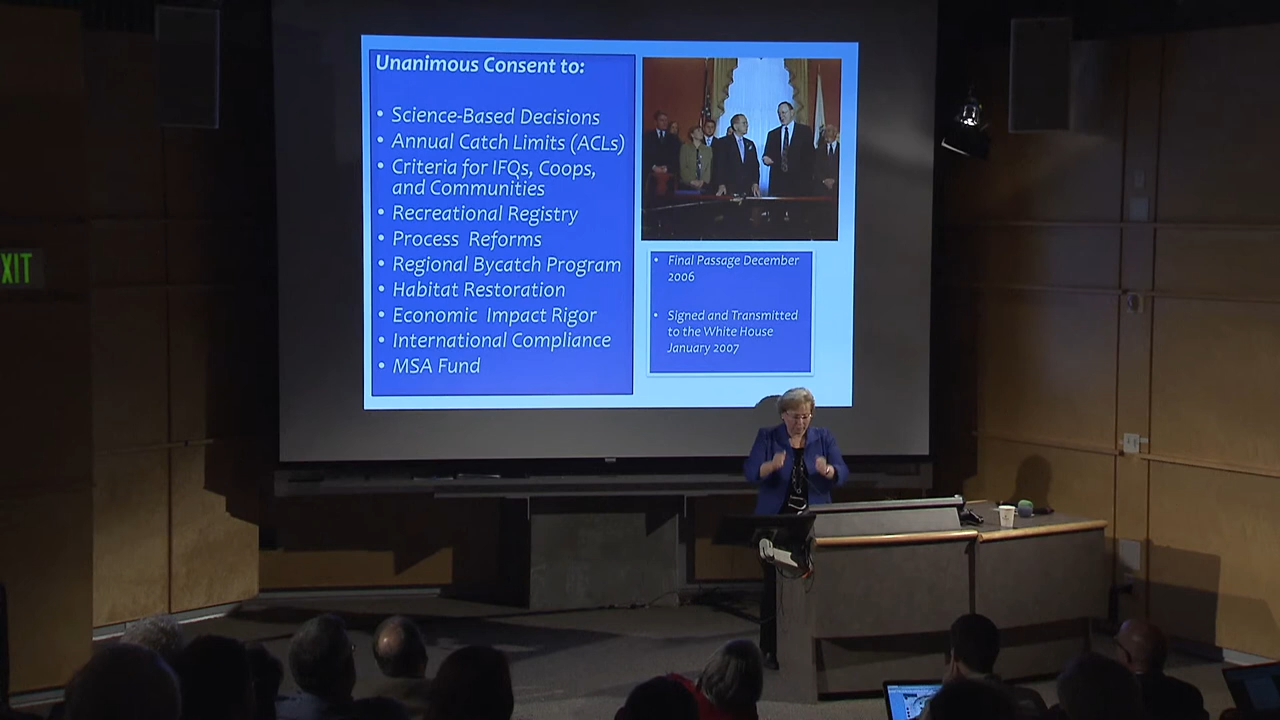 Unanimous Consent to:
• Science-Based Decisions
• Annual Catch Limits (ACLs)
• Criteria for IFQs, Coops,
and Communities
• Recreational Registry
• Process Reforms
• Regional Bycatch Program
• Habitat Restoration
• Economic Impact Rigor
• International Compliance
• MSA Fund
• Final Passage December
2006
• Signed and Transmitted
to the White House
January 2007
XIT